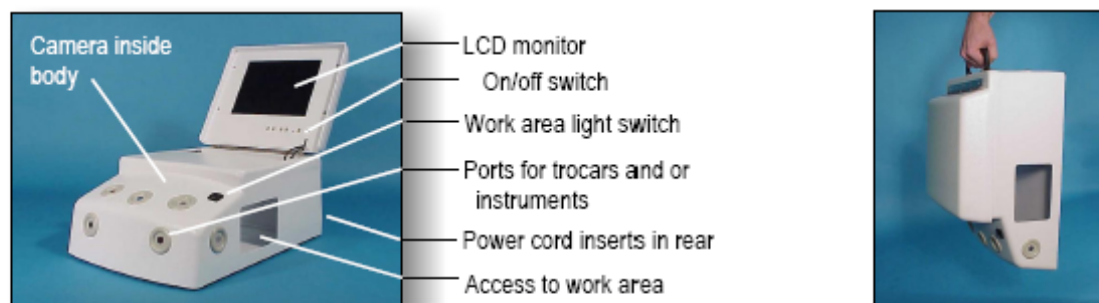 Camera inside
body
LCD monitor
On/off switch
Work area light switch
Ports for trocars and or
instruments
Power cord inserts in rear
Access to work area